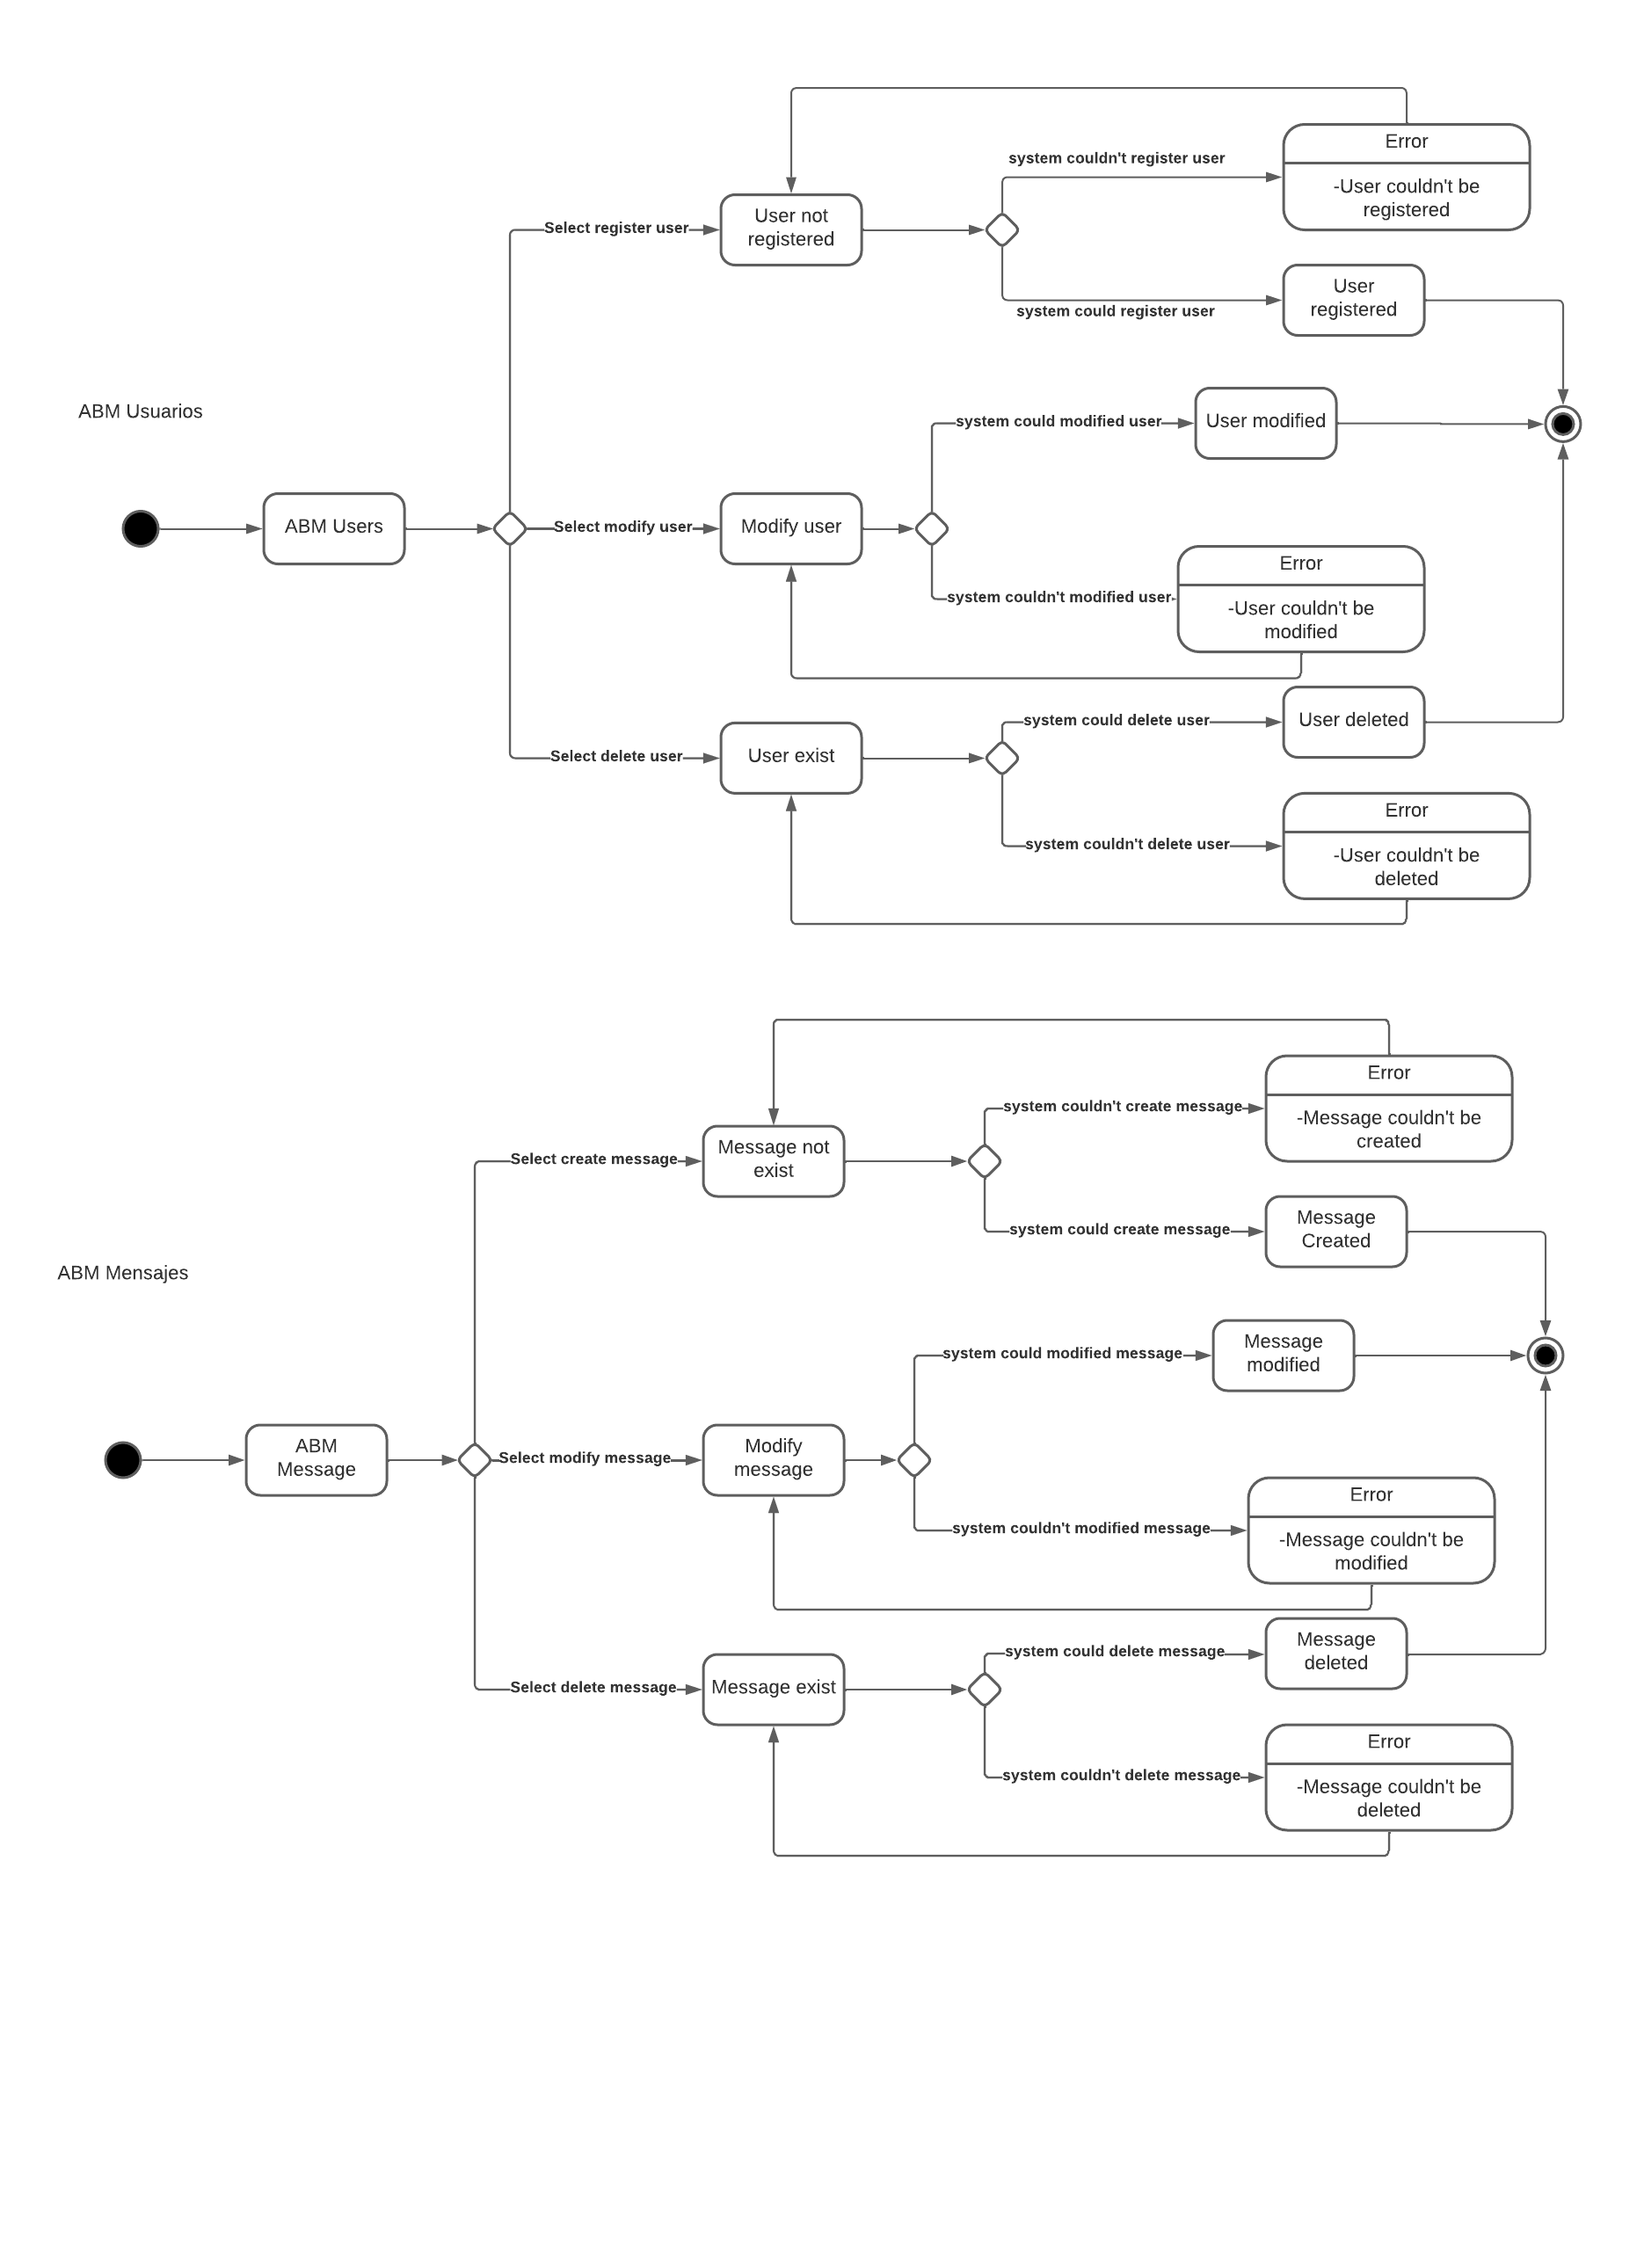 Error
system couldn't register user
-User couldn't be
registered
User not
registered
Select register user
User
registered
system could register user
ABM Usuarios
system could modified user
User modified
ABM Users
Select modify user
Modify user
Error
system couldn't modified user
-User couldn't be
modified
system could delete user
User deleted
Select delete user
User exist
Error
system couldn't delete user
-User couldn't be
deleted
Error
system couldn't create message
-Message couldn't be
created
Select create message
Message not
exist
system could create message
Message
Created
ABM Mensajes
system could modified message
Message
modified
ABM
Message
Select modify message
Modify
message
Error
system couldn't modified message
-Message couldn't be
modified
system could delete message
Message
deleted
Select delete message
Message exist
Error
system couldn't delete message
-Message couldn't be
deleted